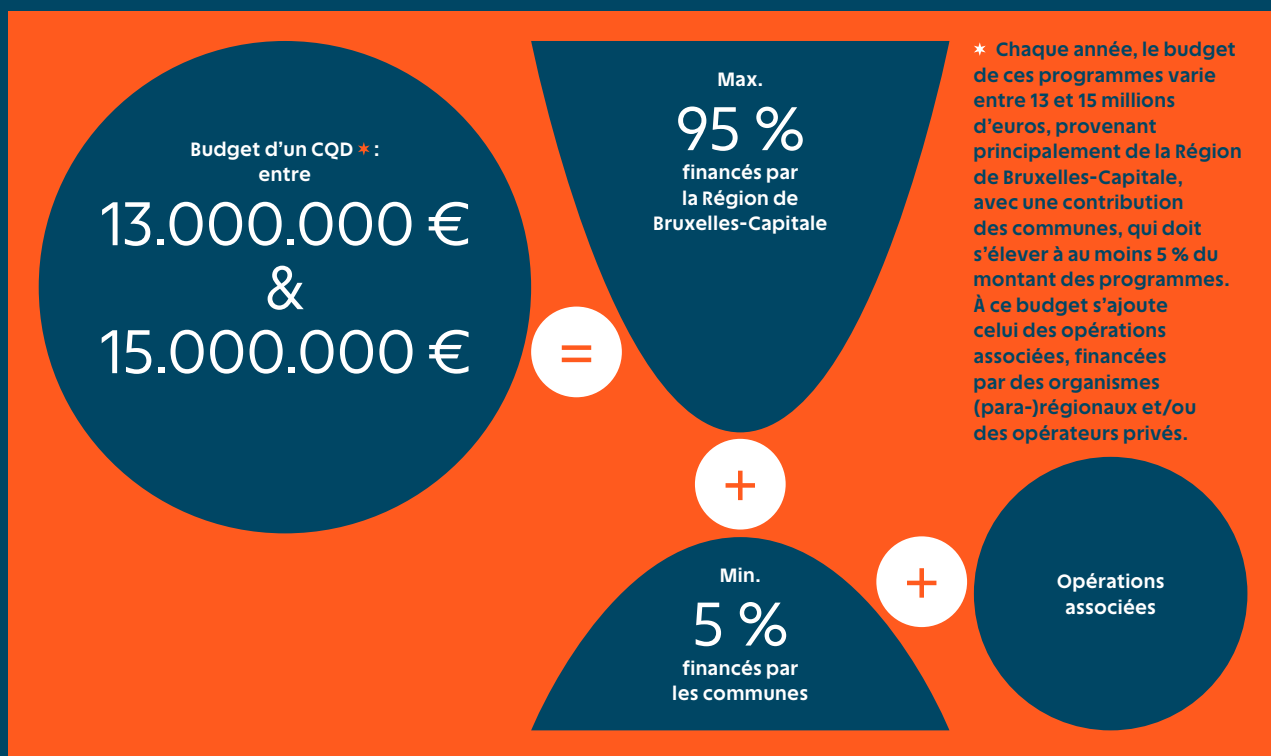 Budget d'un CQD ✶ :
entre
13.000.000 €
&
15.000.000 €
=
Max.
95 %
financés par
la Région de
Bruxelles-Capitale
+
Min.
5 %
financés par
les communes
+
Opérations
associées
✶ Chaque année, le budget
de ces programmes varie
entre 13 et 15 millions
d'euros, provenant
principalement de la Région
de Bruxelles-Capitale,
avec une contribution
des communes, qui doit
s'élever à au moins 5 % du
montant des programmes.
À ce budget s'ajoute
celui des opérations
associées, financées
par des organismes
(para-)régionaux et/ou
des opérateurs privés.